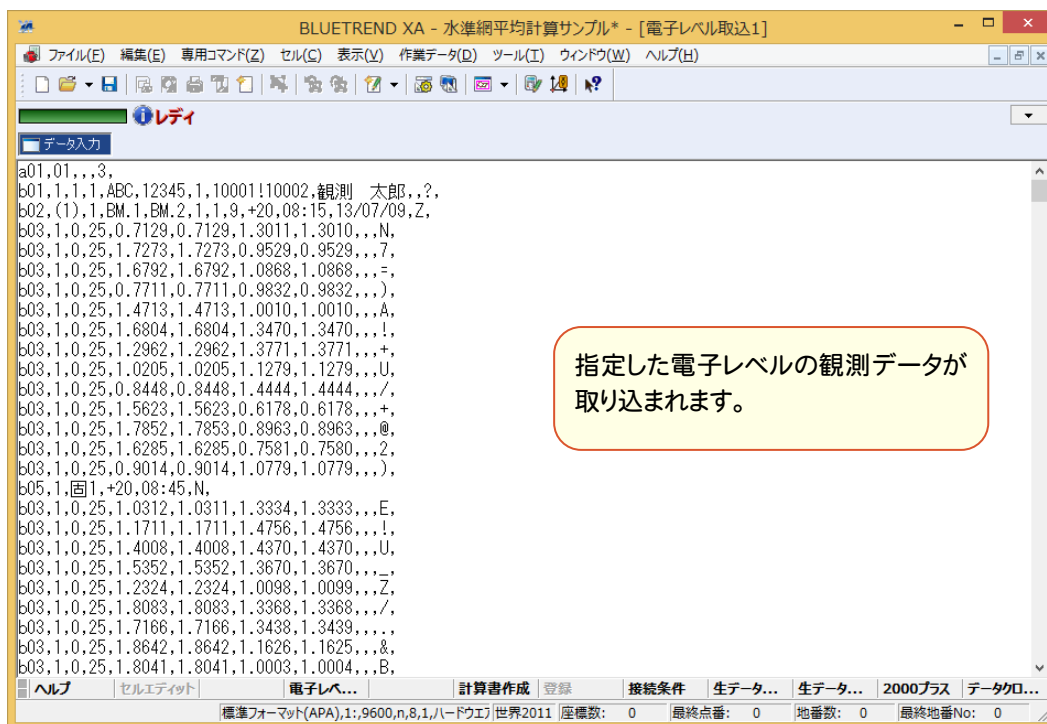 BLUETREND XA - 水準網平均計算サンプル* - [電子レベル取込1]
ファイル(F) 編集(E) 専用コマンド(Z) セル(C) 表示(V) 作業データ(D) ツール(T) ウィンドウ(W) ヘルプ(H)
レディ
データ入力
a01,01,,,3,
b01,1,1,1,ABC,12345,1,10001!10002,観測　太郎,,?,
b02,(1),1,BM.1,BM.2,1,1,9,+20,08:15,13/07/09,Z,
b03,1,0,25,0.7129,0.7129,1.3011,1.3010,,,N,
b03,1,0,25,1.7273,1.7273,0.9529,0.9529,,,7,
b03,1,0,25,1.6792,1.6792,1.0868,1.0868,,,=,
b03,1,0,25,0.7711,0.7711,0.9832,0.9832,,,),
b03,1,0,25,1.4713,1.4713,1.0010,1.0010,,,A,
b03,1,0,25,1.6804,1.6804,1.3470,1.3470,,,!,
b03,1,0,25,1.2962,1.2962,1.3771,1.3771,,,+,
b03,1,0,25,1.0205,1.0205,1.1279,1.1279,,,U,
b03,1,0,25,0.8448,0.8448,1.4444,1.4444,,,/,
b03,1,0,25,1.5623,1.5623,0.6178,0.6178,,,+,
b03,1,0,25,1.7852,1.7853,0.8963,0.8963,,,@,
b03,1,0,25,1.6285,1.6285,0.7581,0.7580,,,2,
b03,1,0,25,0.9014,0.9014,1.0779,1.0779,,,),
b05,1,固1,+20,08:45,N,
b03,1,0,25,1.0312,1.0311,1.3334,1.3333,,,E,
b03,1,0,25,1.1711,1.1711,1.4756,1.4756,,,!,
b03,1,0,25,1.4008,1.4008,1.4370,1.4370,,,U,
b03,1,0,25,1.5352,1.5352,1.3670,1.3670,,,_,
b03,1,0,25,1.2324,1.2324,1.0098,1.0099,,,Z,
b03,1,0,25,1.8083,1.8083,1.3368,1.3368,,,/,
b03,1,0,25,1.7166,1.7166,1.3438,1.3439,,,.,
b03,1,0,25,1.8642,1.8642,1.1626,1.1625,,,&,
b03,1,0,25,1.8041,1.8041,1.0003,1.0004,,,B,
指定した電子レベルの観測データが
取り込まれます。
ヘルプ セルエディット 電子レベ... 計算書作成 登録 接続条件 生データ... 生データ... 2000プラス データクロ...
標準フォーマット(APA),1:,9600,n,8,1,ハードウエア 世界2011 座標数: 0 最終点番: 0 地番数: 0 最終地番No: 0